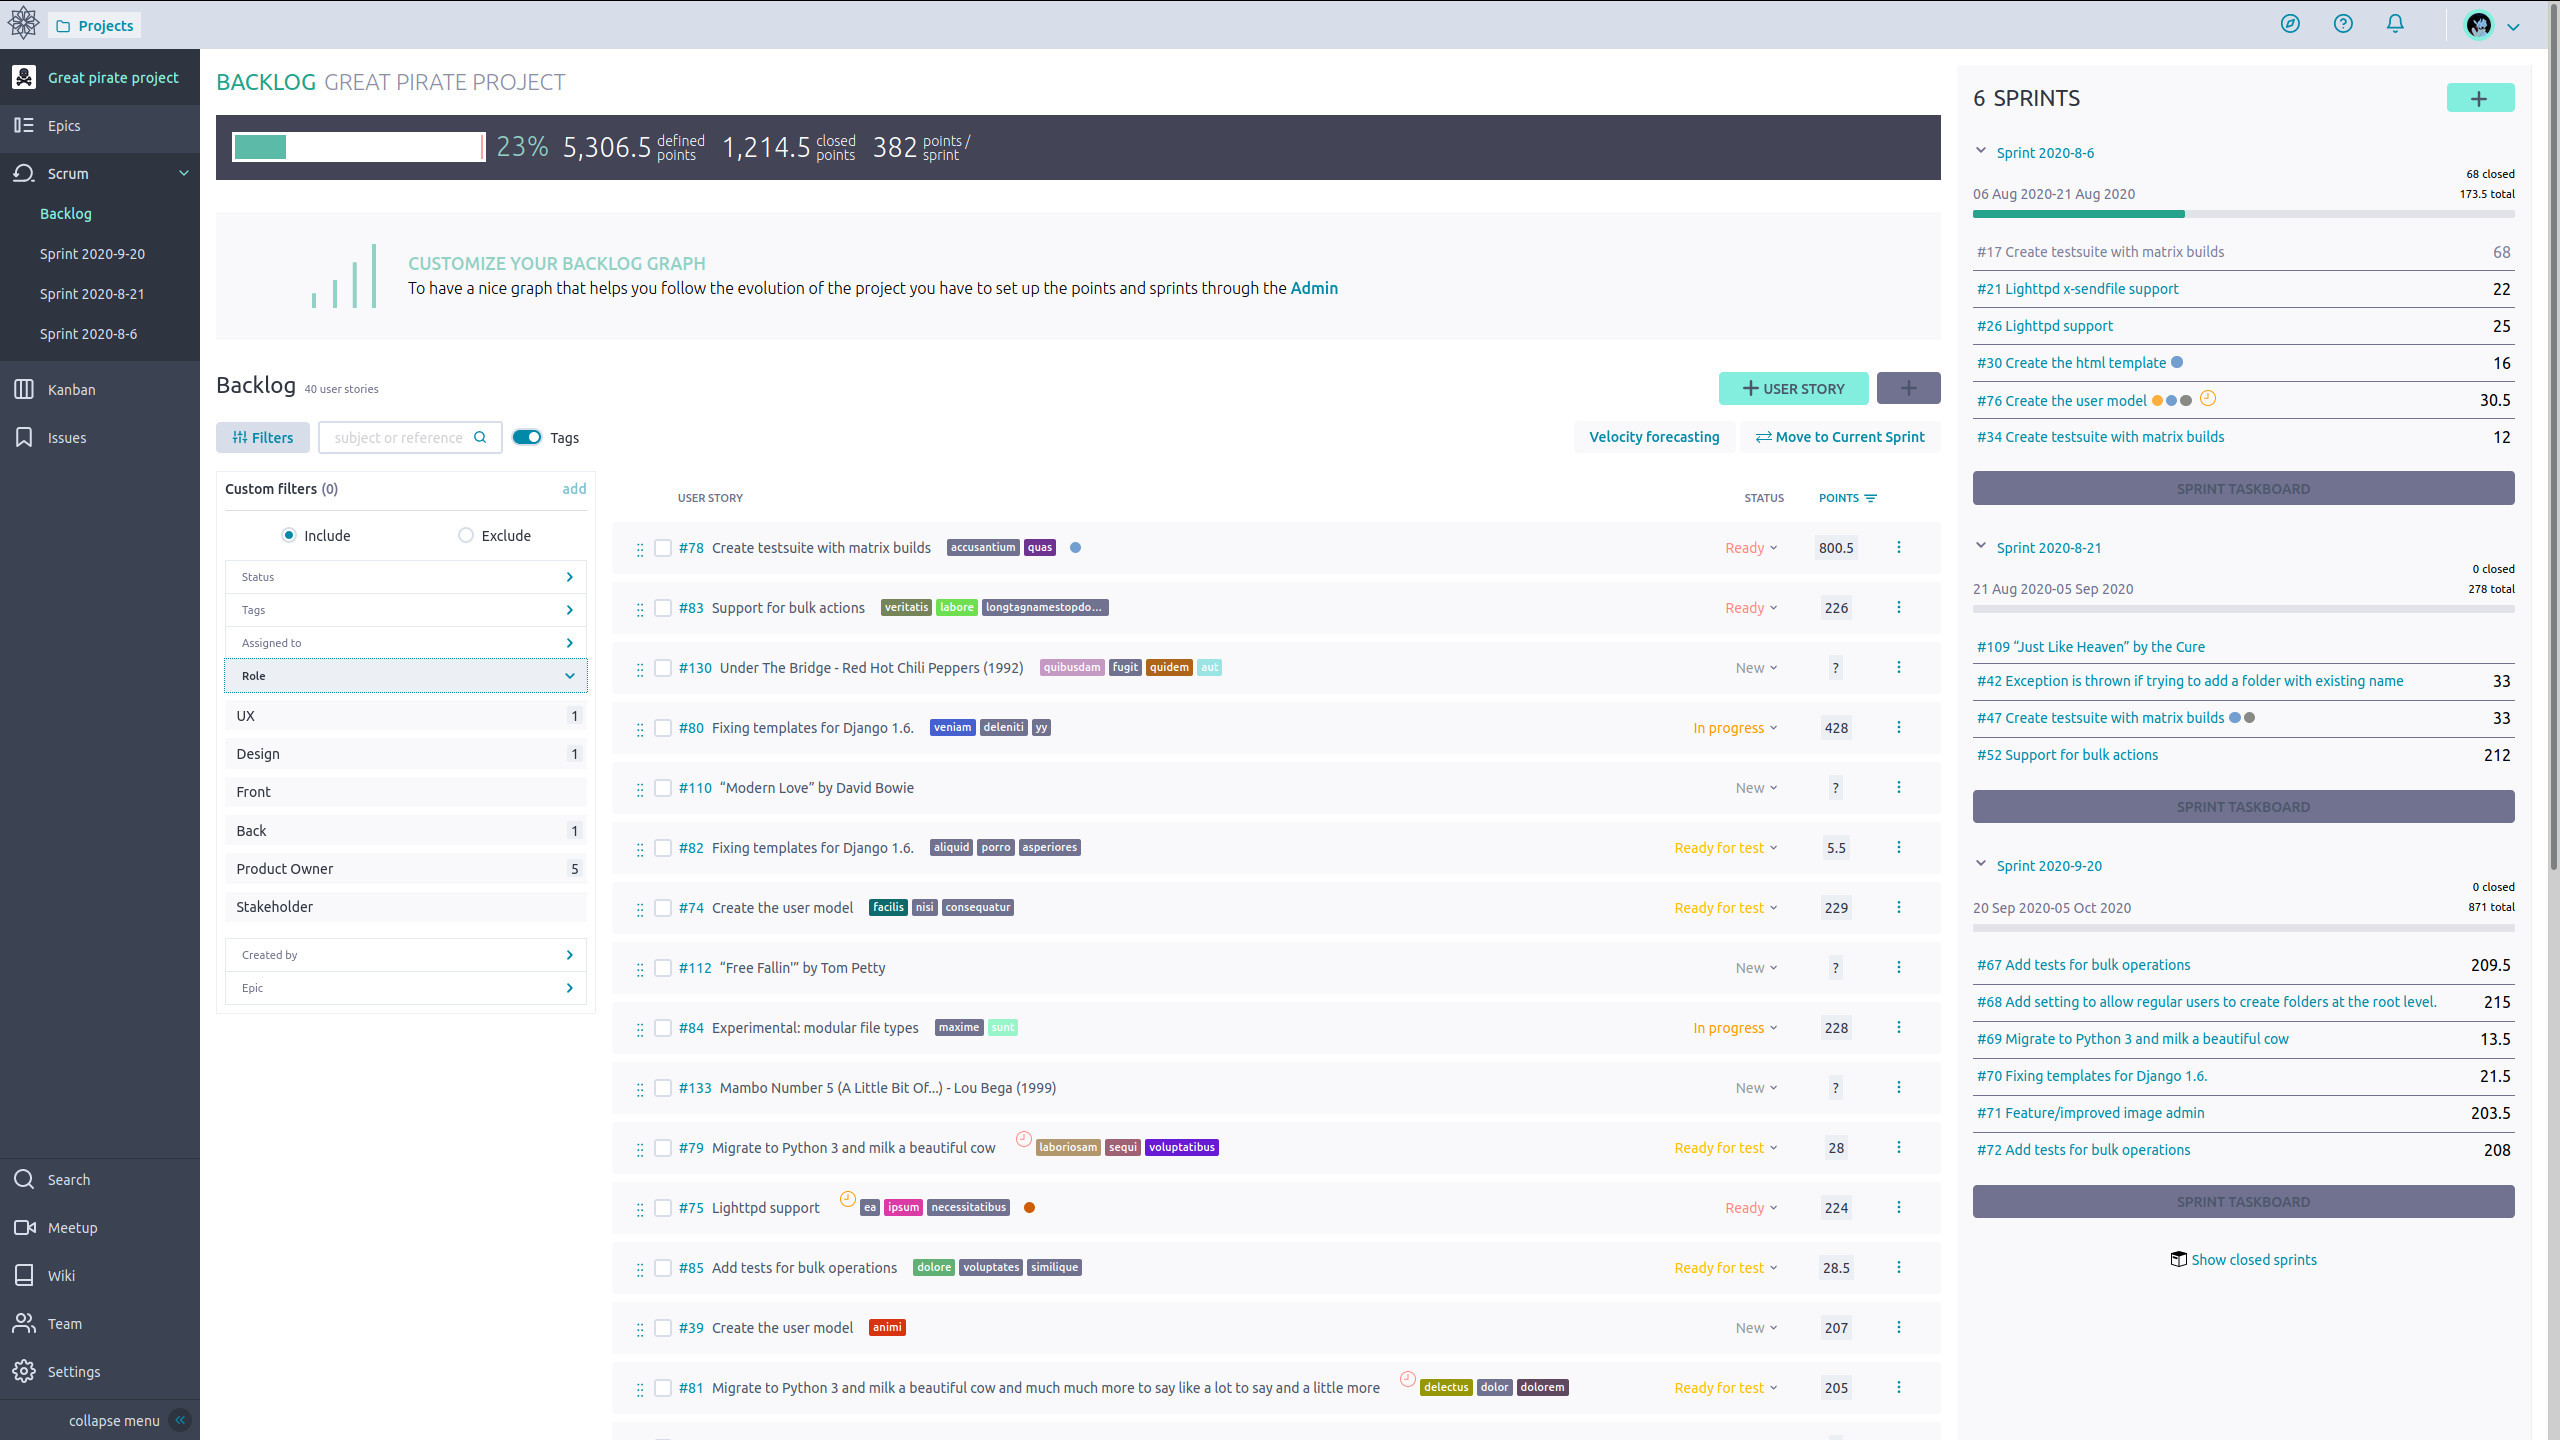 Projects
Great pirate project
Epics
Scrum
Backlog
Sprint 2020-9-20
Sprint 2020-8-21
Sprint 2020-8-6
Kanban
Issues
Search
Meetup
Wiki
Team
Settings
collapse menu
BACKLOG GREAT PIRATE PROJECT
23% 5,306.5 defined points 1,214.5 closed points 382 points / sprint
CUSTOMIZE YOUR BACKLOG GRAPH
To have a nice graph that helps you follow the evolution of the project you have to set up the points and sprints through the Admin
Backlog 40 user stories
USER STORY
Filters subject or reference Tags
Velocity forecasting Move to Current Sprint
Custom filters (0) add
Include Exclude
Status
Tags
Assigned to
Role
UX 1
Design 1
Front
Back 1
Product Owner 5
Stakeholder
Created by
Epic
USER STORY STATUS POINTS
#78 Create testsuite with matrix builds accusantium quas Ready 800.5
#83 Support for bulk actions veritatis labore longtagnamestopdo... Ready 226
#130 Under The Bridge - Red Hot Chili Peppers (1992) quibusdam fugit quidem aut New ?
#80 Fixing templates for Django 1.6. veniam deleniti yy In progress 428
#110 “Modern Love” by David Bowie New ?
#82 Fixing templates for Django 1.6. aliquid porro asperiores Ready for test 5.5
#74 Create the user model facilis nisi consequatur Ready for test 229
#112 “Free Fallin'” by Tom Petty New ?
#84 Experimental: modular file types maxime sunt In progress 228
#133 Mambo Number 5 (A Little Bit Of...) - Lou Bega (1999) New ?
#79 Migrate to Python 3 and milk a beautiful cow laboriosam sequi voluptatibus Ready for test 28
#75 Lighttpd support ea ipsum necessitatibus Ready 224
#85 Add tests for bulk operations dolore voluptates similique Ready for test 28.5
#39 Create the user model animi New 207
#81 Migrate to Python 3 and milk a beautiful cow and much much more to say like a lot to say and a little more delectus dolor dolorem Ready for test 205
6 SPRINTS
Sprint 2020-8-6
68 closed
06 Aug 2020-21 Aug 2020 173.5 total
#17 Create testsuite with matrix builds 68
#21 Lighttpd x-sendfile support 22
#26 Lighttpd support 25
#30 Create the html template 16
#76 Create the user model 30.5
#34 Create testsuite with matrix builds 12
SPRINT TASKBOARD
Sprint 2020-8-21
0 closed
21 Aug 2020-05 Sep 2020 278 total
#109 “Just Like Heaven” by the Cure
#42 Exception is thrown if trying to add a folder with existing name 33
#47 Create testsuite with matrix builds 33
#52 Support for bulk actions 212
SPRINT TASKBOARD
Sprint 2020-9-20
0 closed
20 Sep 2020-05 Oct 2020 871 total
#67 Add tests for bulk operations 209.5
#68 Add setting to allow regular users to create folders at the root level. 215
#69 Migrate to Python 3 and milk a beautiful cow 13.5
#70 Fixing templates for Django 1.6. 21.5
#71 Feature/improved image admin 203.5
#72 Add tests for bulk operations 208
SPRINT TASKBOARD
Show closed sprints